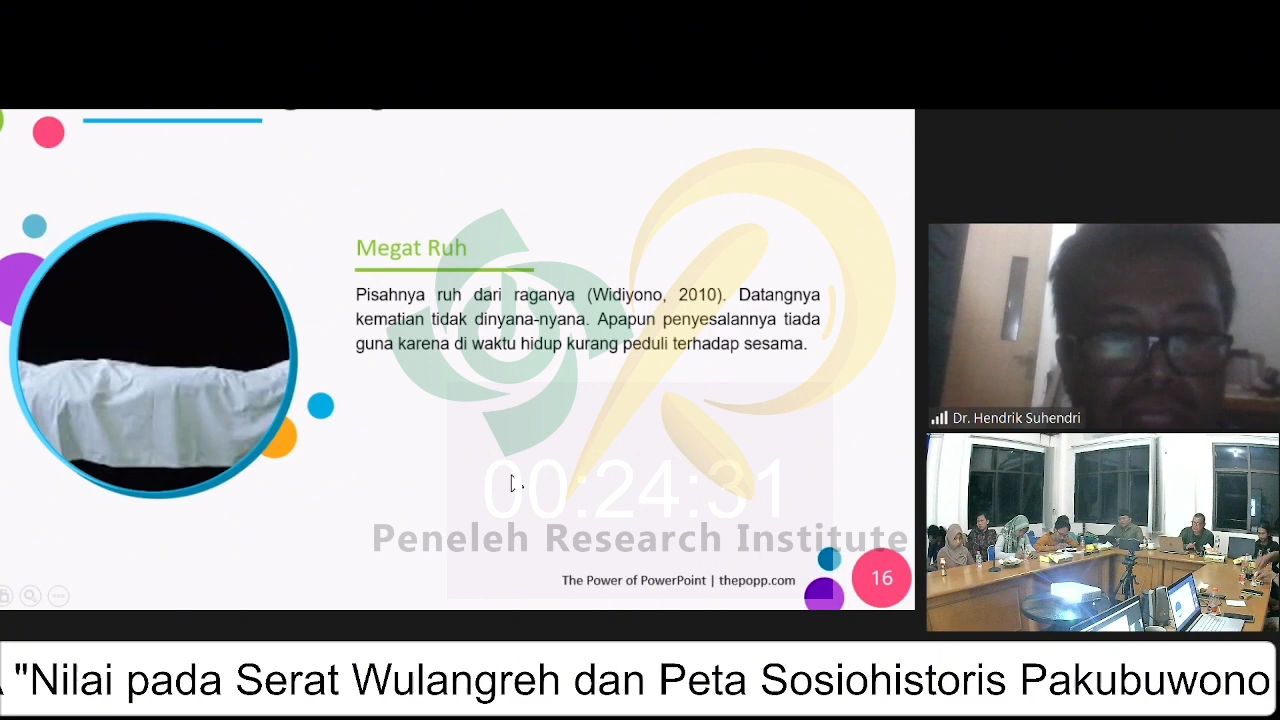 Megat Ruh
Pisahnya ruh dari raganya (Widiyono, 2010). Datangnya
kematian tidak dinyana-nyana. Apapun penyesalannya tiada
guna karena di waktu hidup kurang peduli terhadap sesama.
00:24:31
Peneleh Research Institute
The Power of PowerPoint | thepopp.com
16
Dr. Hendrik Suhendri
"Nilai pada Serat Wulangreh dan Peta Sosiohistoris Pakubuwono